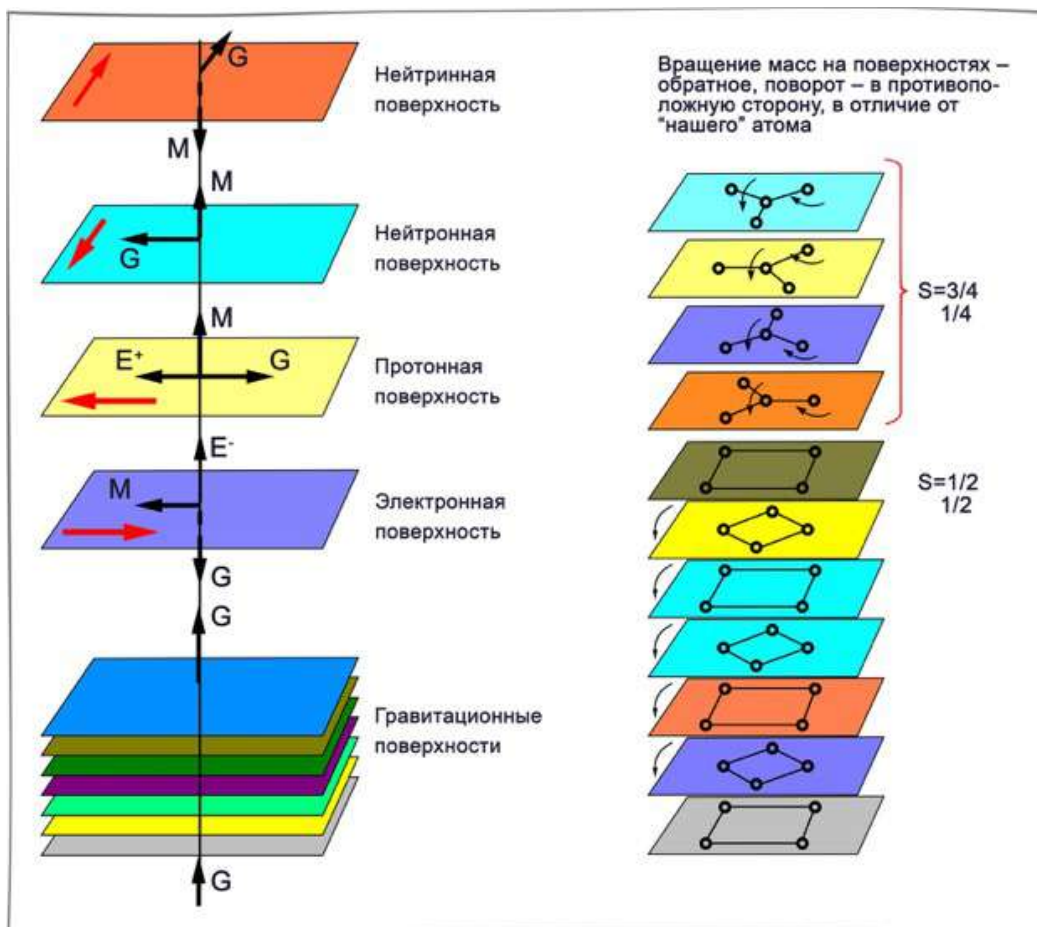 G
Нейтринная
поверхность
M
M
Нейтронная
поверхность
G
M
E⁺
G
Протонная
поверхность
E⁻
M
Электронная
поверхность
G
G
Гравитационные
поверхности
G
Вращение масс на поверхностях –
обратное, поворот – в противопо-
ложную сторону, в отличие от
"нашего" атома
S=3/4
1/4
S=1/2
1/2